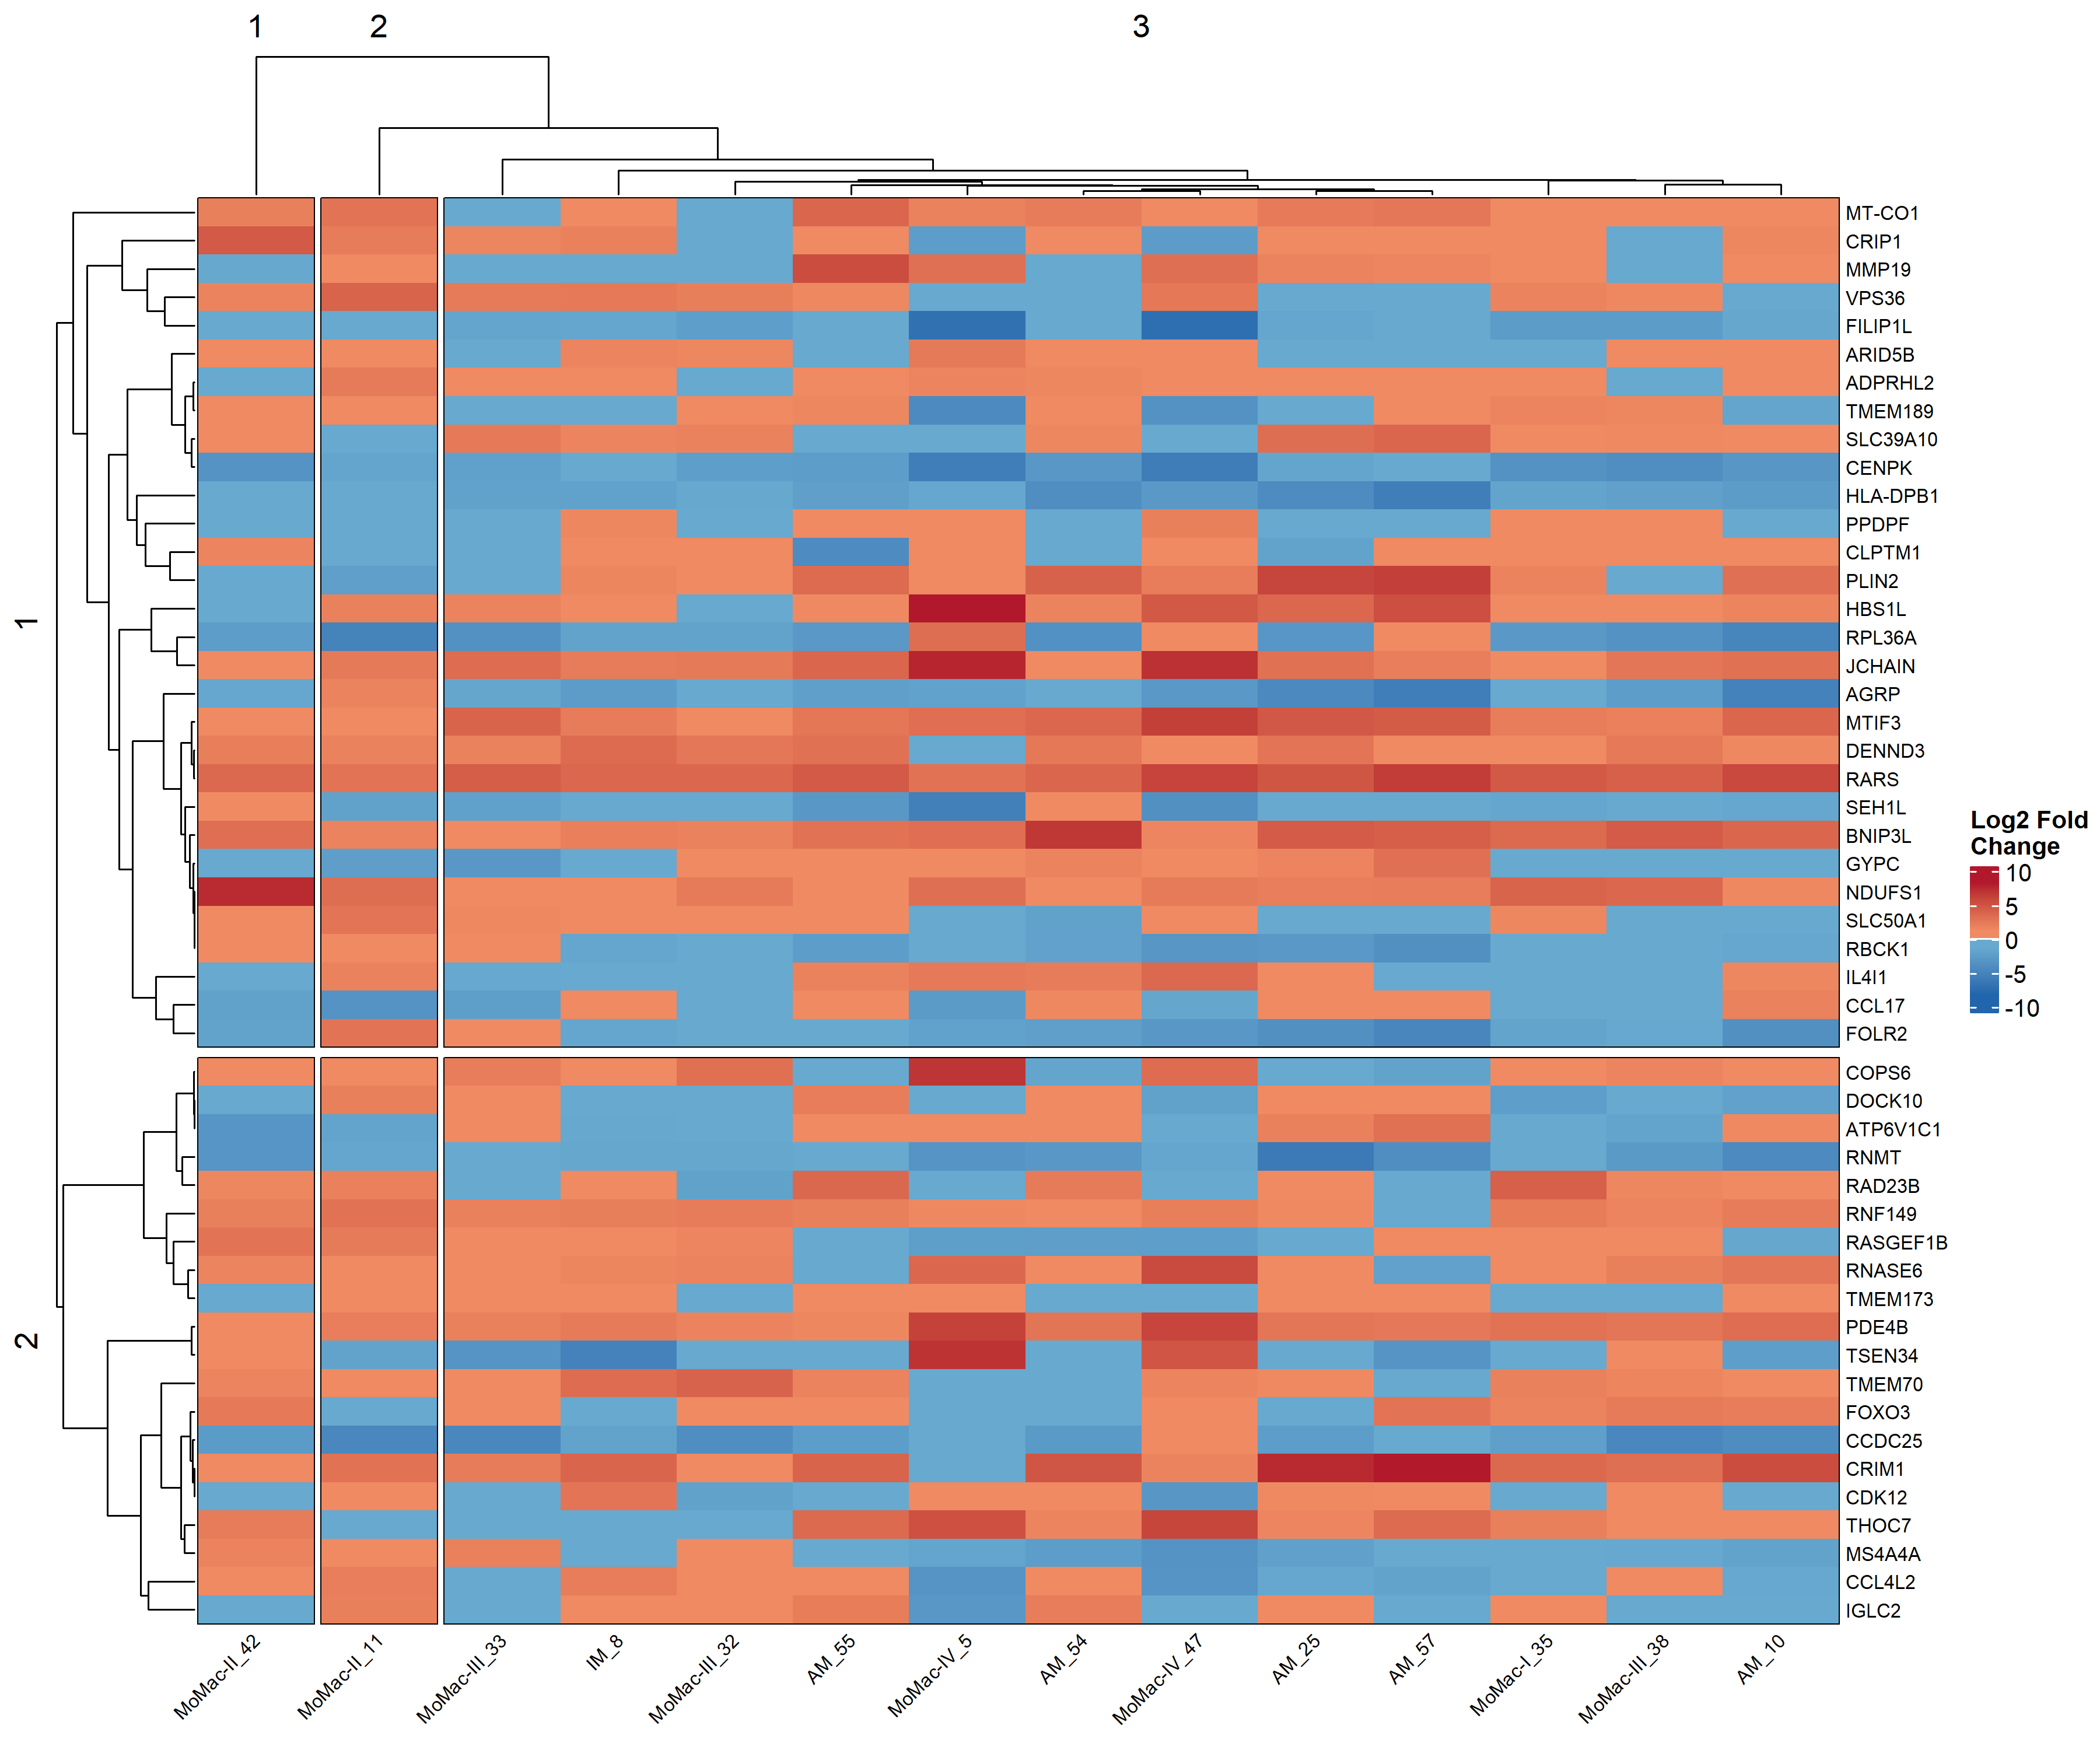 1
2
3
1
2
MT-CO1
CRIP1
MMP19
VPS36
FILIP1L
ARID5B
ADPRHL2
TMEM189
SLC39A10
CENPK
HLA-DPB1
PPDPF
CLPTM1
PLIN2
HBS1L
RPL36A
JCHAIN
AGRP
MTIF3
DENND3
RARS
SEH1L
BNIP3L
GYPC
NDUFS1
SLC50A1
RBCK1
IL4I1
CCL17
FOLR2
COPS6
DOCK10
ATP6V1C1
RNMT
RAD23B
RNF149
RASGEF1B
RNASE6
TMEM173
PDE4B
TSEN34
TMEM70
FOXO3
CCDC25
CRIM1
CDK12
THOC7
MS4A4A
CCL4L2
IGLC2
Log2 Fold
Change
10
5
0
-5
-10
MoMac-II_42
MoMac-II_11
MoMac-III_33
IM_8
MoMac-III_32
AM_55
MoMac-IV_5
AM_54
MoMac-IV_47
AM_25
AM_57
MoMac-I_35
MoMac-III_38
AM_10